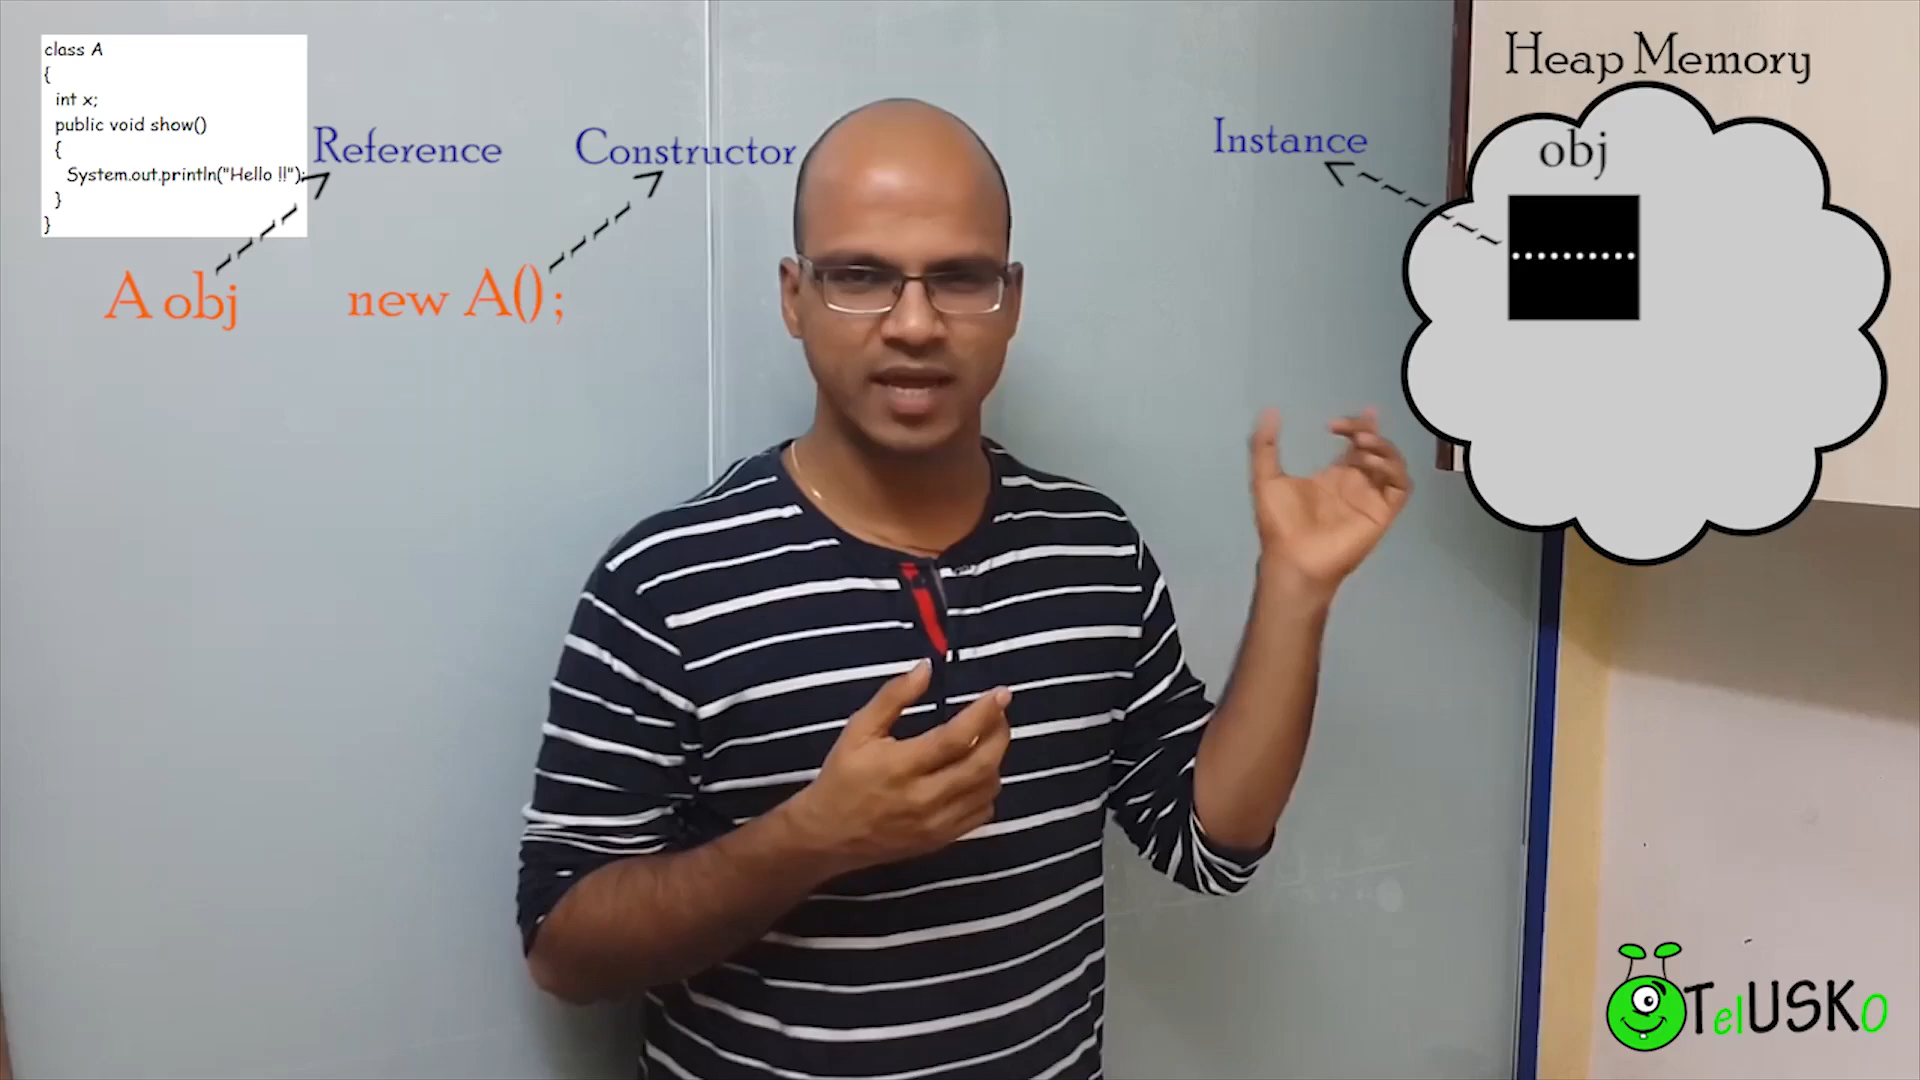 class A
{
int x;
public void show()
{
System.out.println("Hello !!");
}
}
Reference
Constructor
A obj
new A();
Instance
Heap Memory
obj
TelUSKO